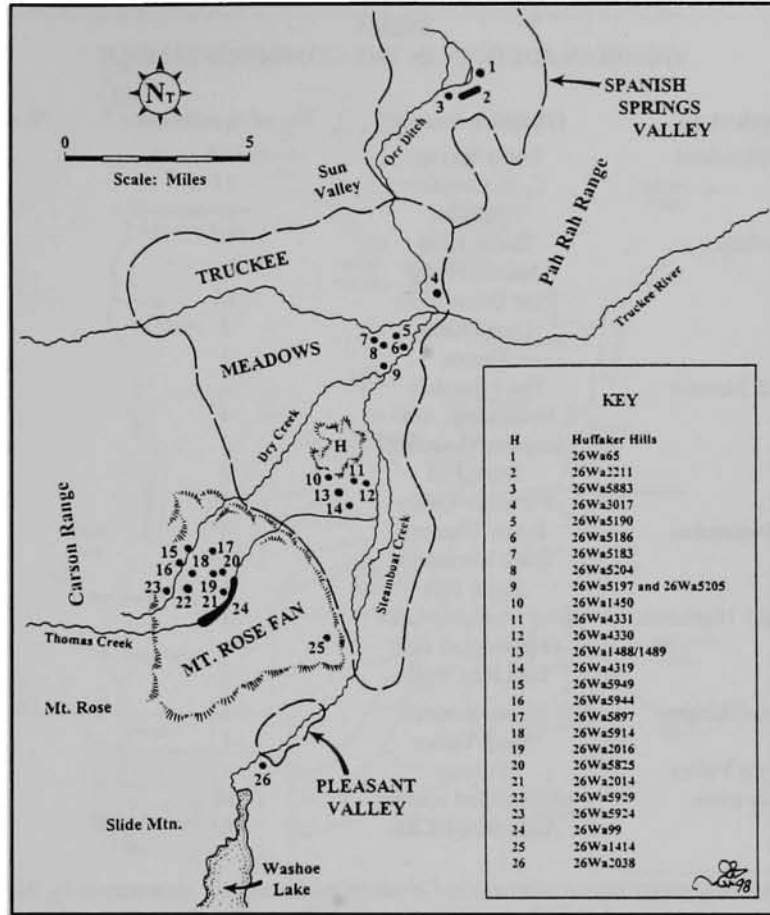 SPANISH
SPRINGS
VALLEY
1
2
3
Orr Ditch
N T
0 5
Scale: Miles
Sun
Valley
Pah Rah Range
TRUCKEE
4
Truckee River
MEADOWS
5
6
7
8
9
Dry Creek
H
10
11
12
13
14
Steamboat Creek
Carson Range
15
16
17
18
19
20
21
22
23
24
Thomas Creek
MT. ROSE FAN
25
Mt. Rose
26
PLEASANT
VALLEY
Slide Mtn.
Washoe
Lake
KEY
H Huffaker Hills
1 26Wa65
2 26Wa2211
3 26Wa5883
4 26Wa3017
5 26Wa5190
6 26Wa5186
7 26Wa5183
8 26Wa5204
9 26Wa5197 and 26Wa5205
10 26Wa1450
11 26Wa4331
12 26Wa4330
13 26Wa1488/1489
14 26Wa4319
15 26Wa5949
16 26Wa5944
17 26Wa5897
18 26Wa5914
19 26Wa2016
20 26Wa5825
21 26Wa2014
22 26Wa5929
23 26Wa5924
24 26Wa99
25 26Wa1414
26 26Wa2038
98